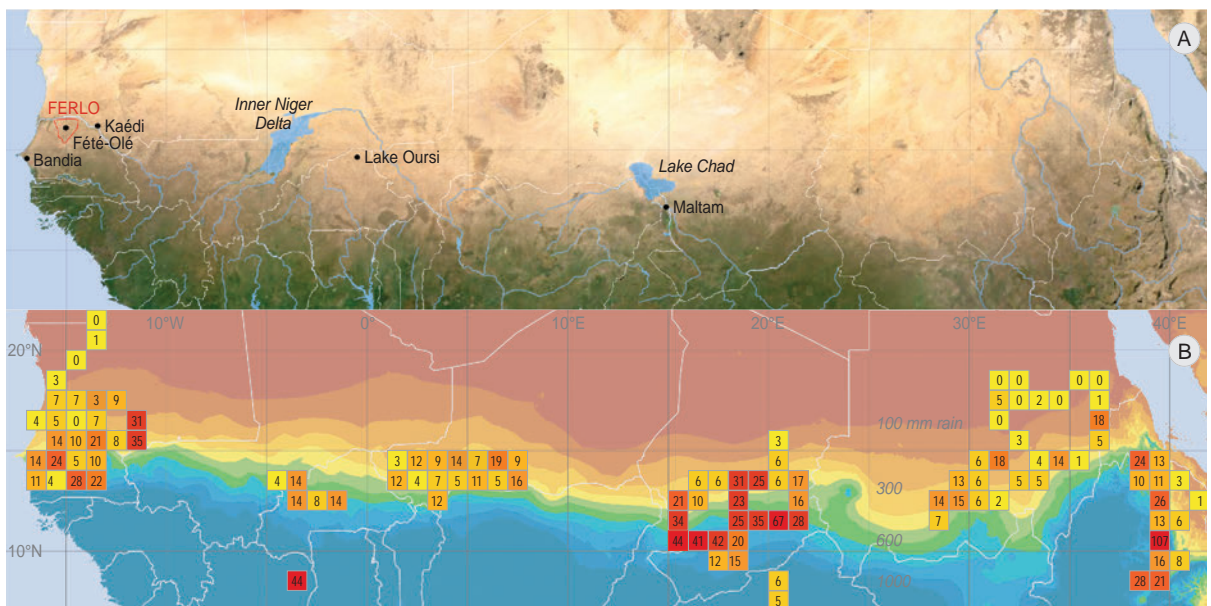 A
FERLO
Kaédi
Fété-Olé
Bandia
Inner Niger
Delta
Lake Oursi
Lake Chad
Maltam
10°W 0° 10°E 20°E 30°E 40°E
B
0
1
20°N
0
3 0 0 0 0
7 7 3 9 5 0 2 0 1
4 5 0 7 31 0 100 mm rain 18
14 10 21 8 35 3 3 5
14 24 5 10 3 12 9 14 7 19 9 6 6 18 4 14 1 24 13
11 4 28 22 4 14 12 4 7 5 11 5 16 6 6 31 25 6 17 300 13 6 5 5 10 11 3
14 8 14 12 21 10 23 16 14 15 6 2 26 1
34 25 35 67 28 7 13 6
10°N 44 41 42 20 600 107
12 15 16 8
44 6 1000 28 21
5